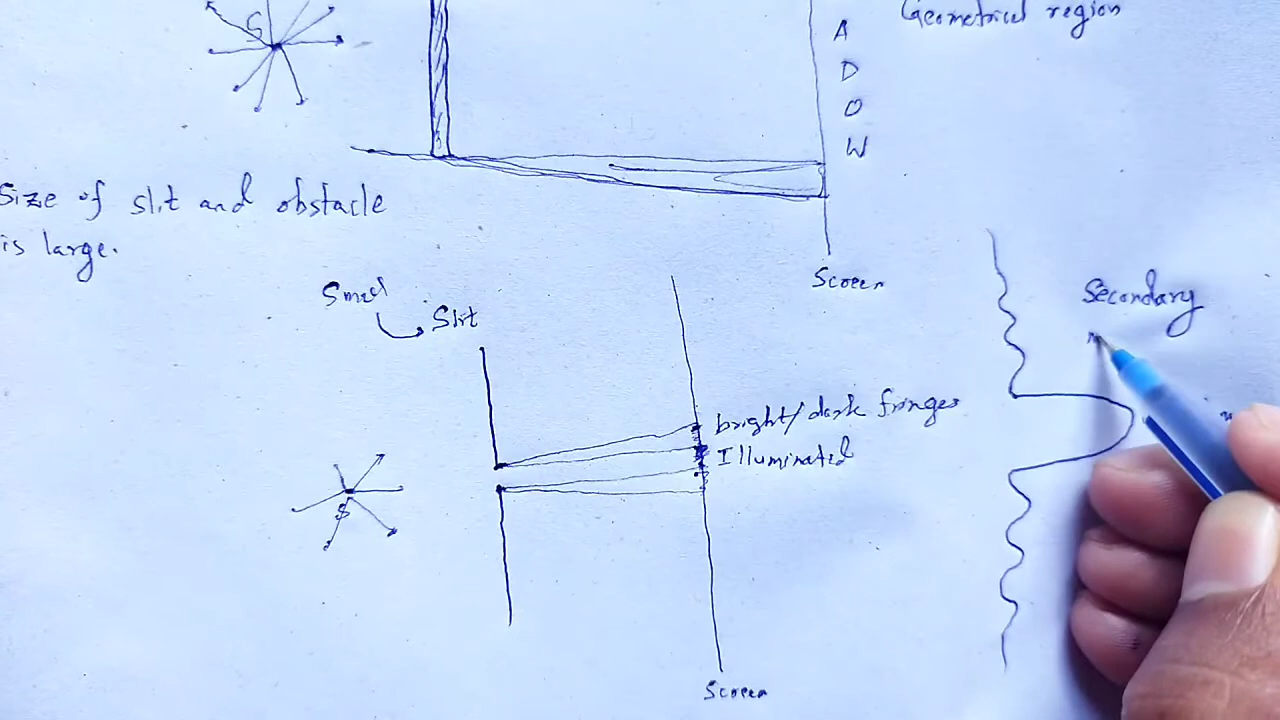 Geometrical region
S
A
D
O
W
Size of slit and obstacle
is large.
Screen
Small
Slit
Secondary
bright/dark fringes
Illuminated
S
Screen